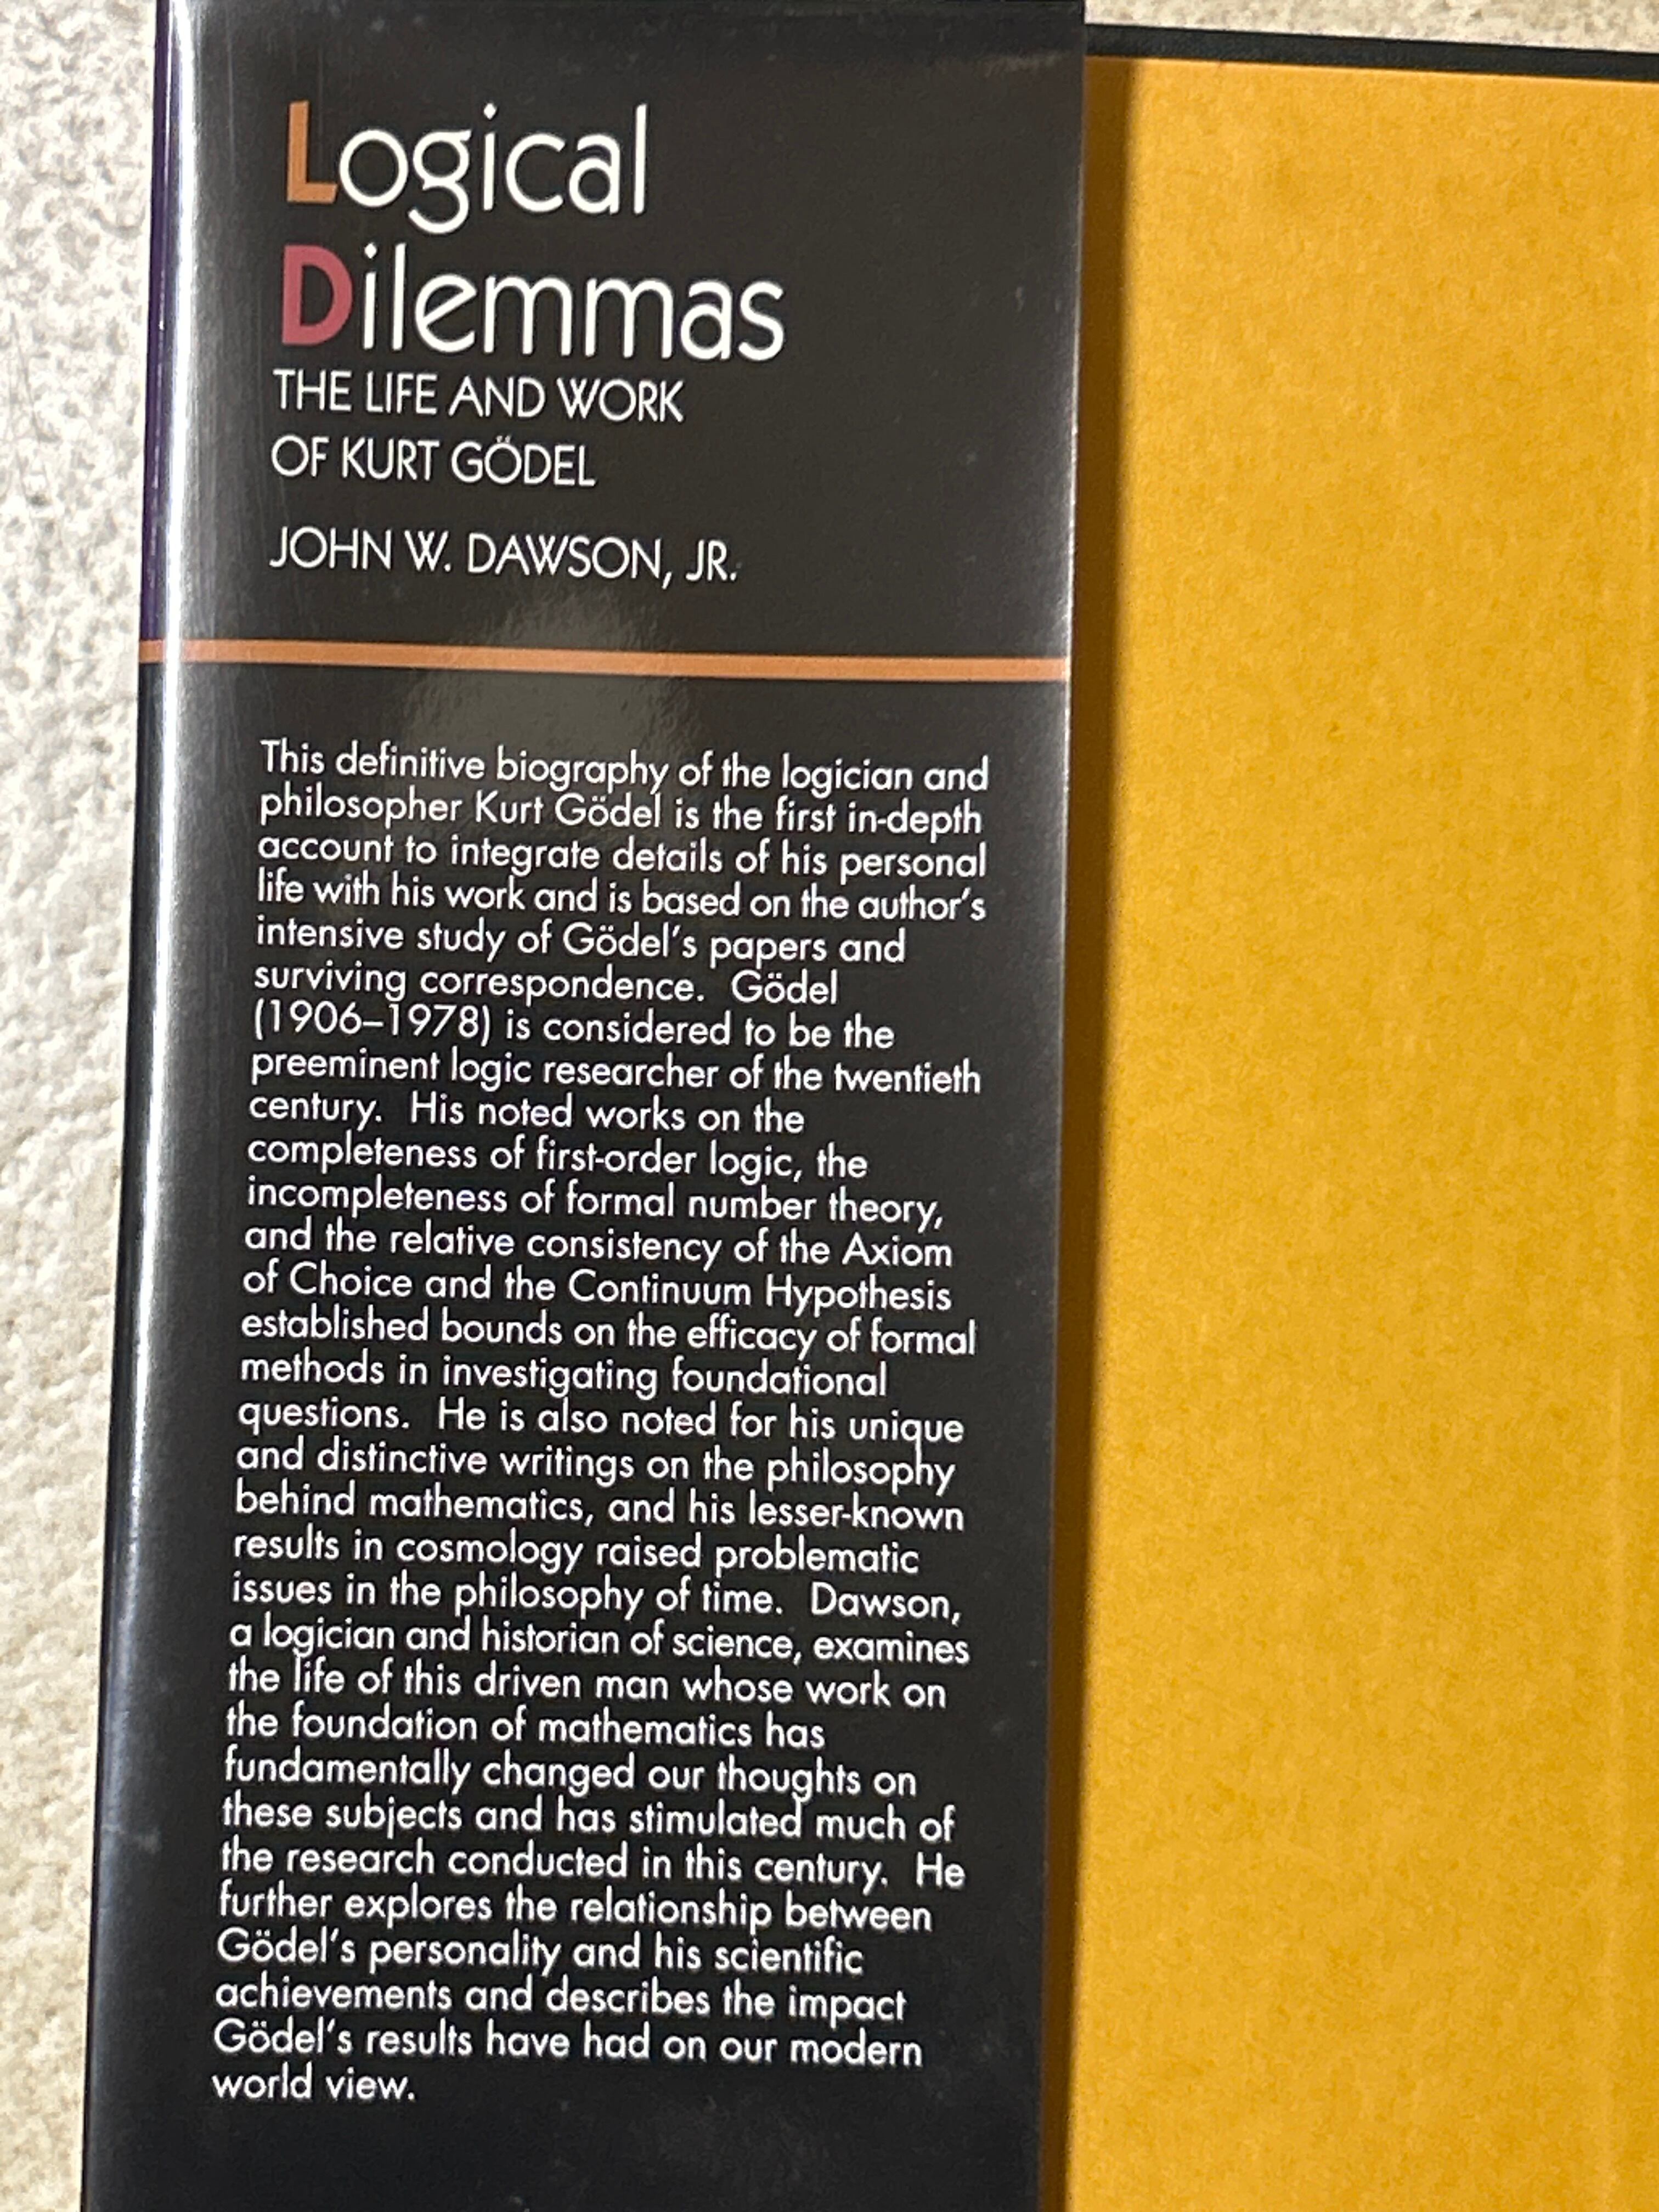 Logical
Dilemmas
THE LIFE AND WORK
OF KURT GÖDEL
JOHN W. DAWSON, JR.
This definitive biography of the logician and
philosopher Kurt Gödel is the first in-depth
account to integrate details of his personal
life with his work and is based on the author's
intensive study of Gödel's papers and
surviving correspondence. Gödel
(1906–1978) is considered to be the
preeminent logic researcher of the twentieth
century. His noted works on the
completeness of first-order logic, the
incompleteness of formal number theory,
and the relative consistency of the Axiom
of Choice and the Continuum Hypothesis
established bounds on the efficacy of formal
methods in investigating foundational
questions. He is also noted for his unique
and distinctive writings on the philosophy
behind mathematics, and his lesser-known
results in cosmology raised problematic
issues in the philosophy of time. Dawson,
a logician and historian of science, examines
the life of this driven man whose work on
the foundation of mathematics has
fundamentally changed our thoughts on
these subjects and has stimulated much of
the research conducted in this century. He
further explores the relationship between
Gödel's personality and his scientific
achievements and describes the impact
Gödel's results have had on our modern
world view.